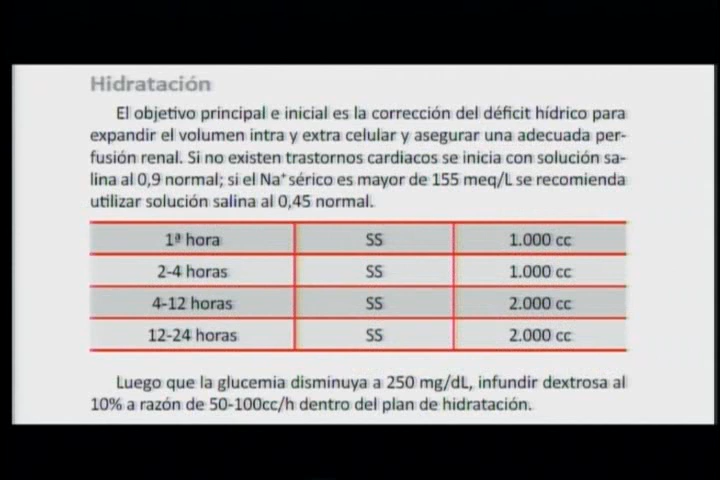 Hidratación
El objetivo principal e inicial es la corrección del déficit hídrico para
expandir el volumen intra y extra celular y asegurar una adecuada per-
fusión renal. Si no existen trastornos cardiacos se inicia con solución sa-
lina al 0,9 normal; si el Na⁺ sérico es mayor de 155 meq/L se recomienda
utilizar solución salina al 0,45 normal.
1ª hora SS 1.000 cc
2-4 horas SS 1.000 cc
4-12 horas SS 2.000 cc
12-24 horas SS 2.000 cc
Luego que la glucemia disminuya a 250 mg/dL, infundir dextrosa al
10% a razón de 50-100cc/h dentro del plan de hidratación.